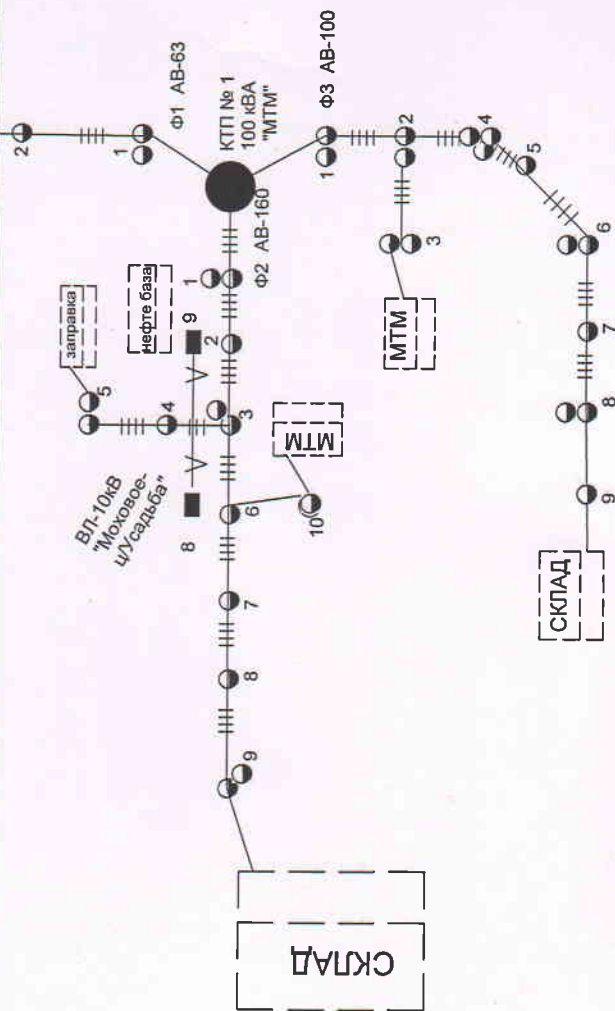 2
1
Ф1 АВ-63
КТП № 1
100 кВА
"МТМ"
Ф3 АВ-100
1
2
3
МТМ
4
5
6
7
8
9
СКЛАД
Ф2 АВ-160
1
нефте база
9
2
заправка
5
4
3
ВЛ-10кВ
"Моховое-
ц/Усадьба"
8
МТМ
6
10
7
8
9
СКЛАД